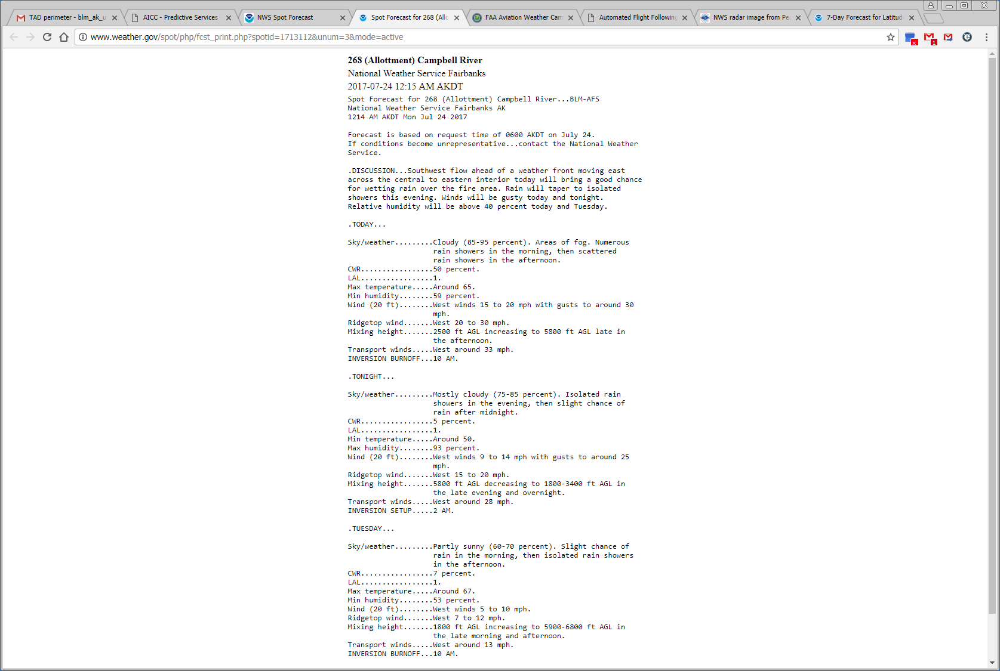 TAD perimeter - blm_ak_u
AICC - Predictive Services
NWS Spot Forecast
Spot Forecast for 268 (Allo
FAA Aviation Weather Cam
Automated Flight Following
NWS radar image from Pe
7-Day Forecast for Latitud
www.weather.gov/spot/php/fcst_print.php?spotid=1713112&unum=3&mode=active
268 (Allottment) Campbell River
National Weather Service Fairbanks
2017-07-24 12:15 AM AKDT
Spot Forecast for 268 (Allottment) Campbell River...BLM-AFS
National Weather Service Fairbanks AK
1214 AM AKDT Mon Jul 24 2017
Forecast is based on request time of 0600 AKDT on July 24.
If conditions become unrepresentative...contact the National Weather
Service.
.DISCUSSION...Southwest flow ahead of a weather front moving east
across the central to eastern interior today will bring a good chance
for wetting rain over the fire area. Rain will taper to isolated
showers this evening. Winds will be gusty today and tonight.
Relative humidity will be above 40 percent today and Tuesday.
.TODAY...
Sky/weather.........Cloudy (85-95 percent). Areas of fog. Numerous
rain showers in the morning, then scattered
rain showers in the afternoon.
CWR.................50 percent.
LAL.................1.
Max temperature.....Around 65.
Min humidity........59 percent.
Wind (20 ft)........West winds 15 to 20 mph with gusts to around 30
mph.
Ridgetop wind.......West 20 to 30 mph.
Mixing height.......2500 ft AGL increasing to 5800 ft AGL late in
the afternoon.
Transport winds.....West around 33 mph.
INVERSION BURNOFF...10 AM.
.TONIGHT...
Sky/weather.........Mostly cloudy (75-85 percent). Isolated rain
showers in the evening, then slight chance of
rain after midnight.
CWR.................5 percent.
LAL.................1.
Min temperature.....Around 50.
Max humidity........93 percent.
Wind (20 ft)........West winds 9 to 14 mph with gusts to around 25
mph.
Ridgetop wind.......West 15 to 20 mph.
Mixing height.......5800 ft AGL decreasing to 1800-3400 ft AGL in
the late evening and overnight.
Transport winds.....West around 28 mph.
INVERSION SETUP.....2 AM.
.TUESDAY...
Sky/weather.........Partly sunny (60-70 percent). Slight chance of
rain in the morning, then isolated rain showers
in the afternoon.
CWR.................7 percent.
LAL.................1.
Max temperature.....Around 67.
Min humidity........53 percent.
Wind (20 ft)........West winds 5 to 10 mph.
Ridgetop wind.......West 7 to 12 mph.
Mixing height.......1800 ft AGL increasing to 5900-6800 ft AGL in
the late morning and afternoon.
Transport winds.....West around 13 mph.
INVERSION BURNOFF...10 AM.